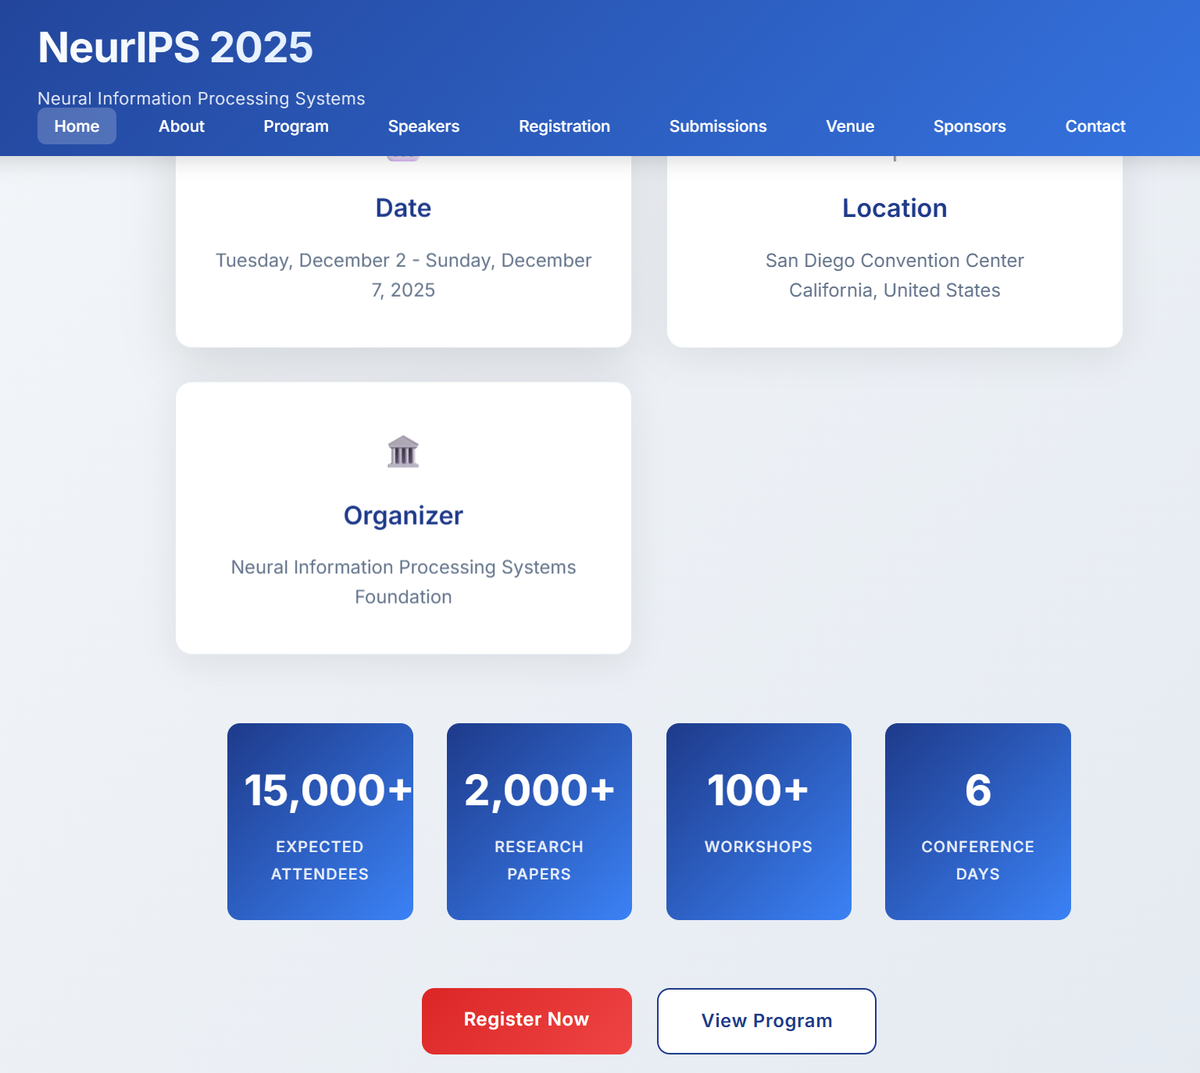 NeurIPS 2025
Neural Information Processing Systems
Home About Program Speakers Registration Submissions Venue Sponsors Contact
Date
Tuesday, December 2 - Sunday, December
7, 2025
Location
San Diego Convention Center
California, United States
Organizer
Neural Information Processing Systems
Foundation
15,000+
EXPECTED
ATTENDEES
2,000+
RESEARCH
PAPERS
100+
WORKSHOPS
6
CONFERENCE
DAYS
Register Now
View Program